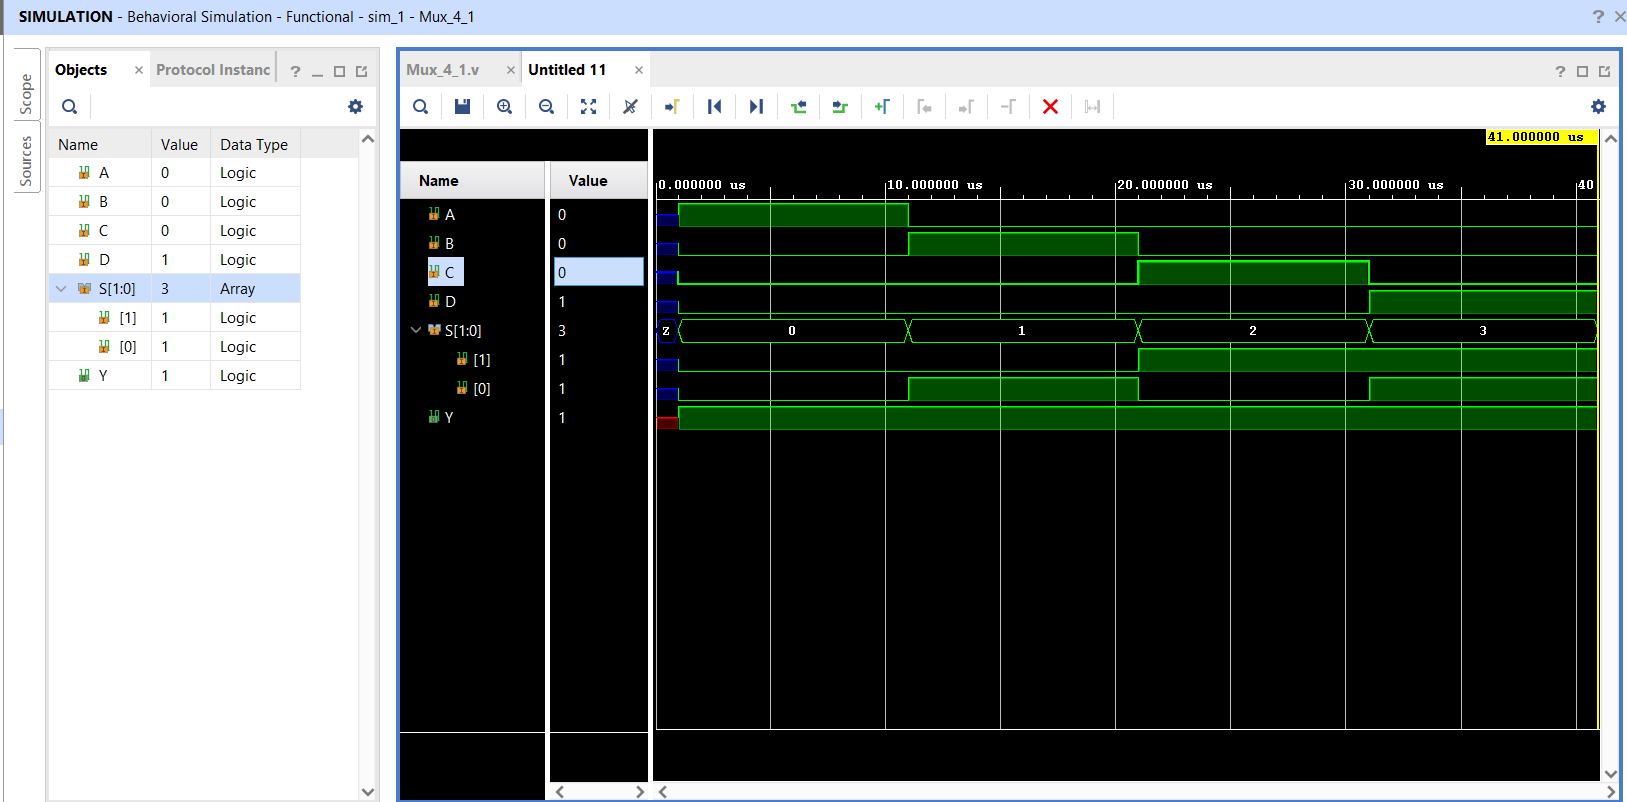 SIMULATION - Behavioral Simulation - Functional - sim_1 - Mux_4_1
Scope
Sources
Objects
Protocol Instanc
Name Value Data Type
A 0 Logic
B 0 Logic
C 0 Logic
D 1 Logic
S[1:0] 3 Array
[1] 1 Logic
[0] 1 Logic
Y 1 Logic
Mux_4_1.v
Untitled 11
41.000000 us
Name Value
0.000000 us 10.000000 us 20.000000 us 30.000000 us 40
A 0
B 0
C 0
D 1
S[1:0] 3 Z 0 1 2 3
[1] 1
[0] 1
Y 1